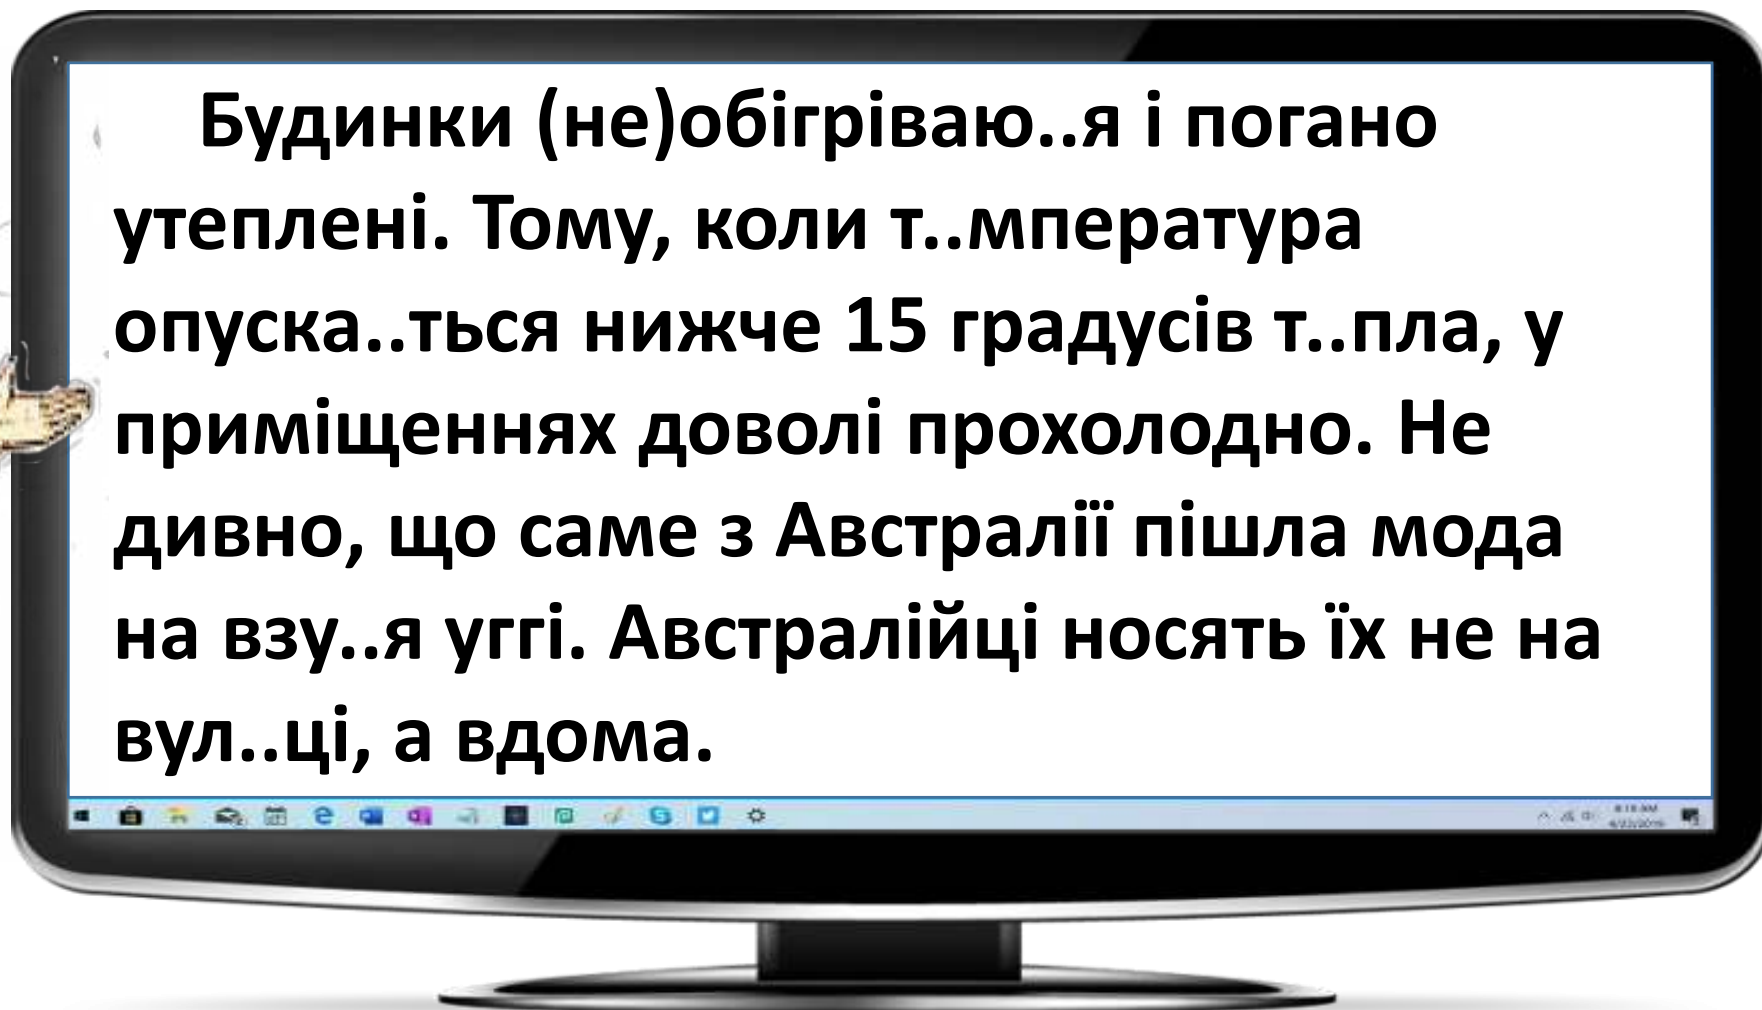 Будинки (не)обігріваю..я і погано
утеплені. Тому, коли т..мпература
опуска..ться нижче 15 градусів т..пла, у
приміщеннях доволі прохолодно. Не
дивно, що саме з Австралії пішла мода
на взу..я уггі. Австралійці носять їх не на
вул..ці, а вдома.